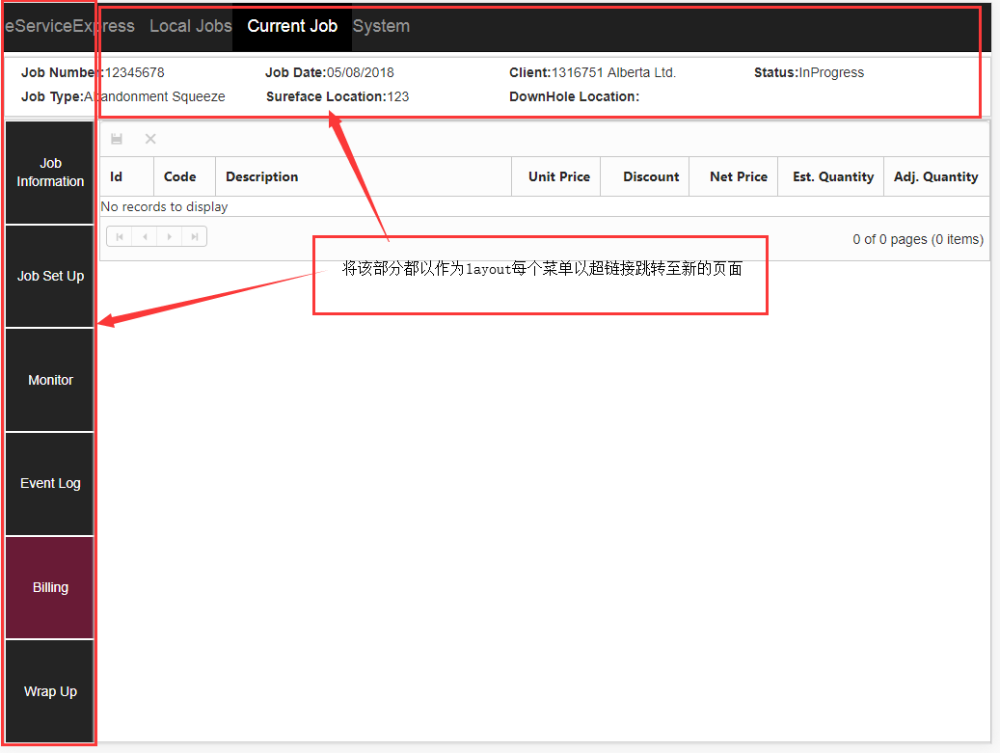 eServiceExpress Local Jobs Current Job System
Job Number:12345678 Job Date:05/08/2018 Client:1316751 Alberta Ltd. Status:InProgress
Job Type:Abandonment Squeeze Sureface Location:123 DownHole Location:
Job
Information
Id Code Description Unit Price Discount Net Price Est. Quantity Adj. Quantity
No records to display
0 of 0 pages (0 items)
将该部分都以作为layout每个菜单以超链接跳转至新的页面
Job Set Up
Monitor
Event Log
Billing
Wrap Up